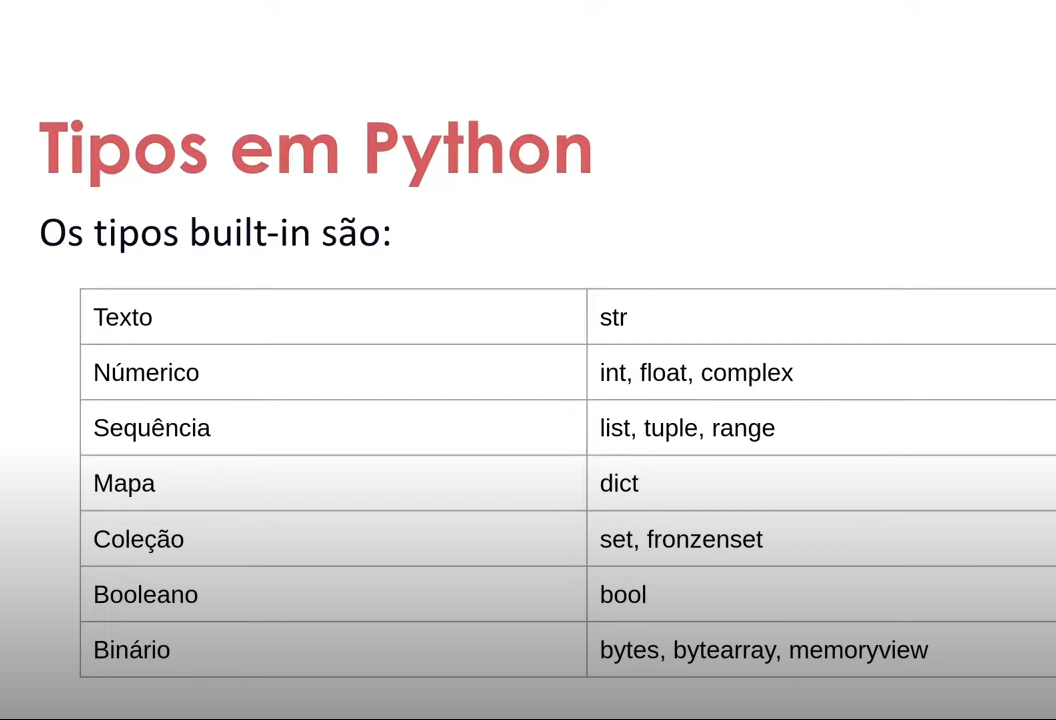 Tipos em Python
Os tipos built-in são:
Texto str
Númerico int, float, complex
Sequência list, tuple, range
Mapa dict
Coleção set, fronzenset
Booleano bool
Binário bytes, bytearray, memoryview